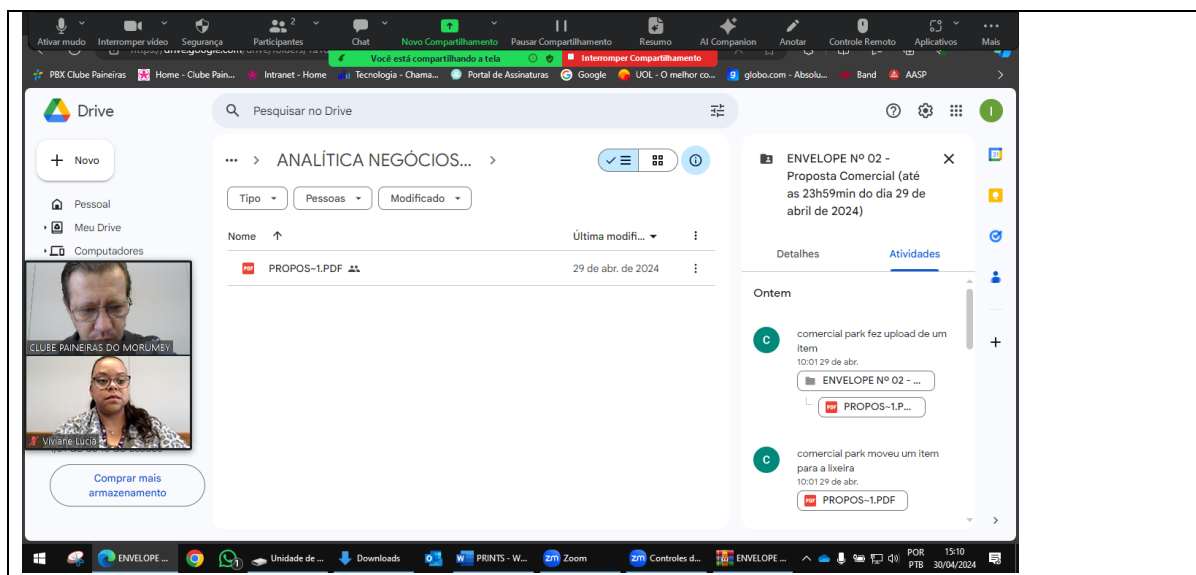 Ativar mudo
Interromper vídeo
Segurança
Participantes
2
Chat
Novo Compartilhamento
Pausar Compartilhamento
Resumo
AI Companion
Anotar
Controle Remoto
Aplicativos
Mais
Você está compartilhando a tela
Interromper Compartilhamento
PBX Clube Paineiras
Home - Clube Pain...
Intranet - Home
Tecnologia - Chama...
Portal de Assinaturas
Google
UOL - O melhor co...
globo.com - Absolu...
Band
AASP
Drive
Pesquisar no Drive
I
Novo
ANALÍTICA NEGÓCIOS...
Tipo
Pessoas
Modificado
Pessoal
Meu Drive
Computadores
Nome
Última modifi...
PROPOS~1.PDF
29 de abr. de 2024
CLUBE PAINEIRAS DO MORUMBY
Viviane Lucia
Comprar mais
armazenamento
ENVELOPE Nº 02 -
Proposta Comercial (até
as 23h59min do dia 29 de
abril de 2024)
Detalhes
Atividades
Ontem
C
comercial park fez upload de um
item
10:01 29 de abr.
ENVELOPE Nº 02 - ...
PROPOS~1.P...
C
comercial park moveu um item
para a lixeira
10:01 29 de abr.
PROPOS~1.PDF
31
ENVELOPE ...
Unidade de ...
Downloads
PRINTS - W...
Zoom
Controles d...
ENVELOPE ...
POR
PTB
15:10
30/04/2024